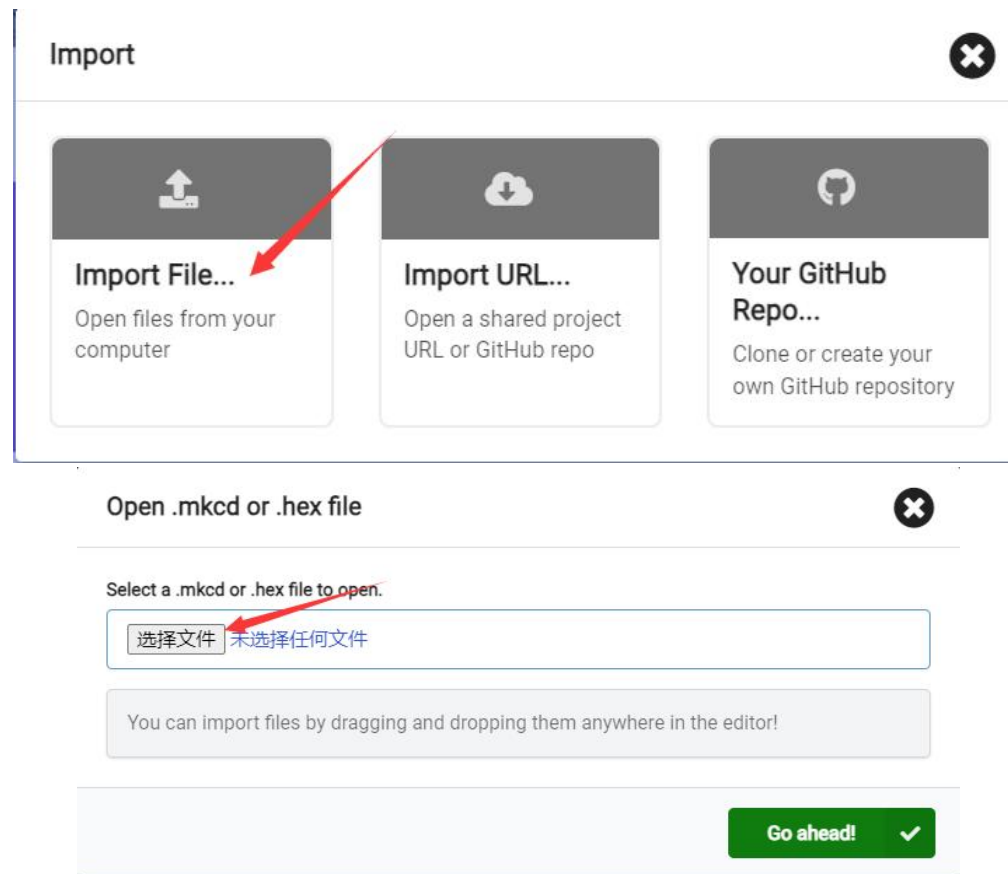 Import
Import File...
Open files from your
computer
Import URL...
Open a shared project
URL or GitHub repo
Your GitHub
Repo...
Clone or create your
own GitHub repository
Open .mkcd or .hex file
Select a .mkcd or .hex file to open.
选择文件 未选择任何文件
You can import files by dragging and dropping them anywhere in the editor!
Go ahead!